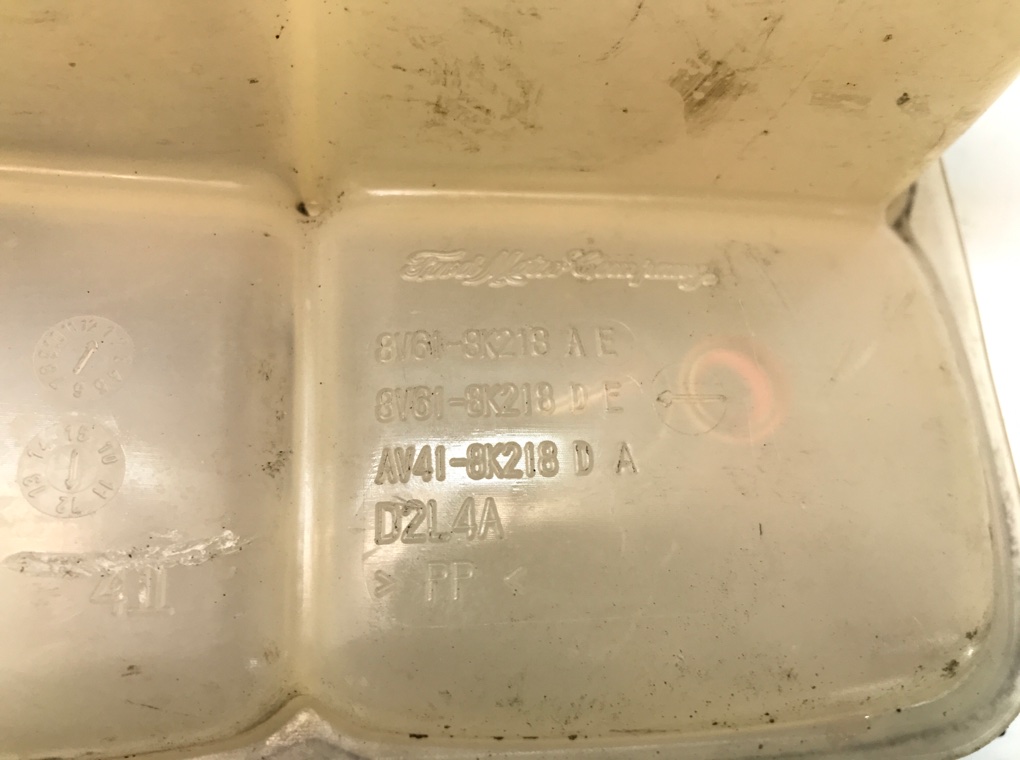 Ford Motor Company
8V61-8K218 A E
8V61-8K218 D E
AV41-8K218 D A
D2L4A
> PP <